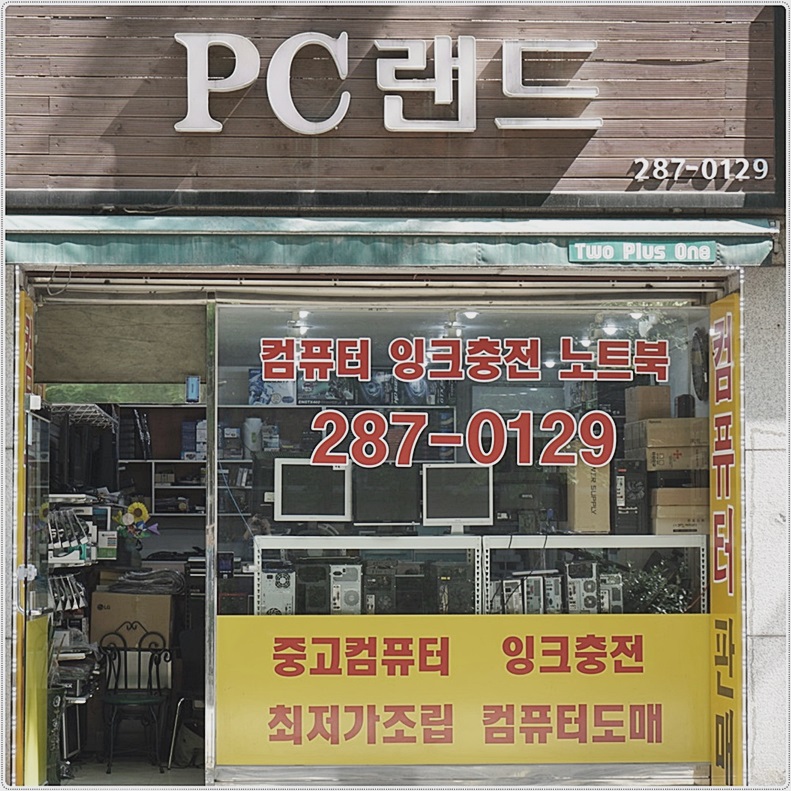 PC랜드
287-0129
Two Plus One
컴퓨터 잉크충전 노트북
287-0129
중고컴퓨터 잉크충전
최저가조립 컴퓨터도매
컴퓨터 판매
LG